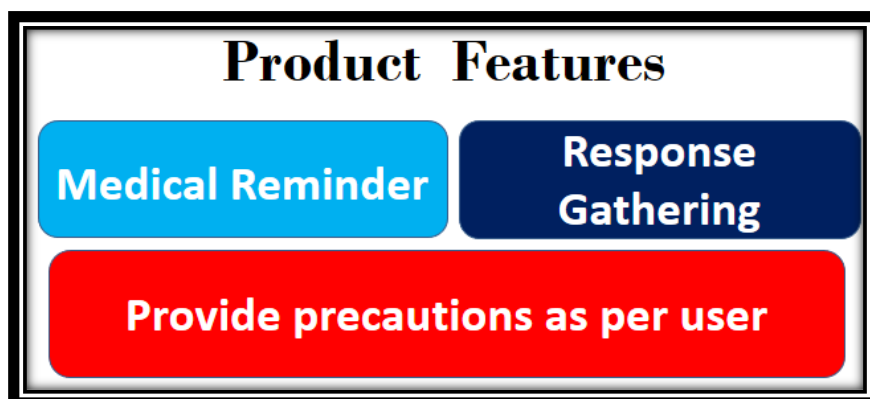 Product Features
Medical Reminder
Response
Gathering
Provide precautions as per user